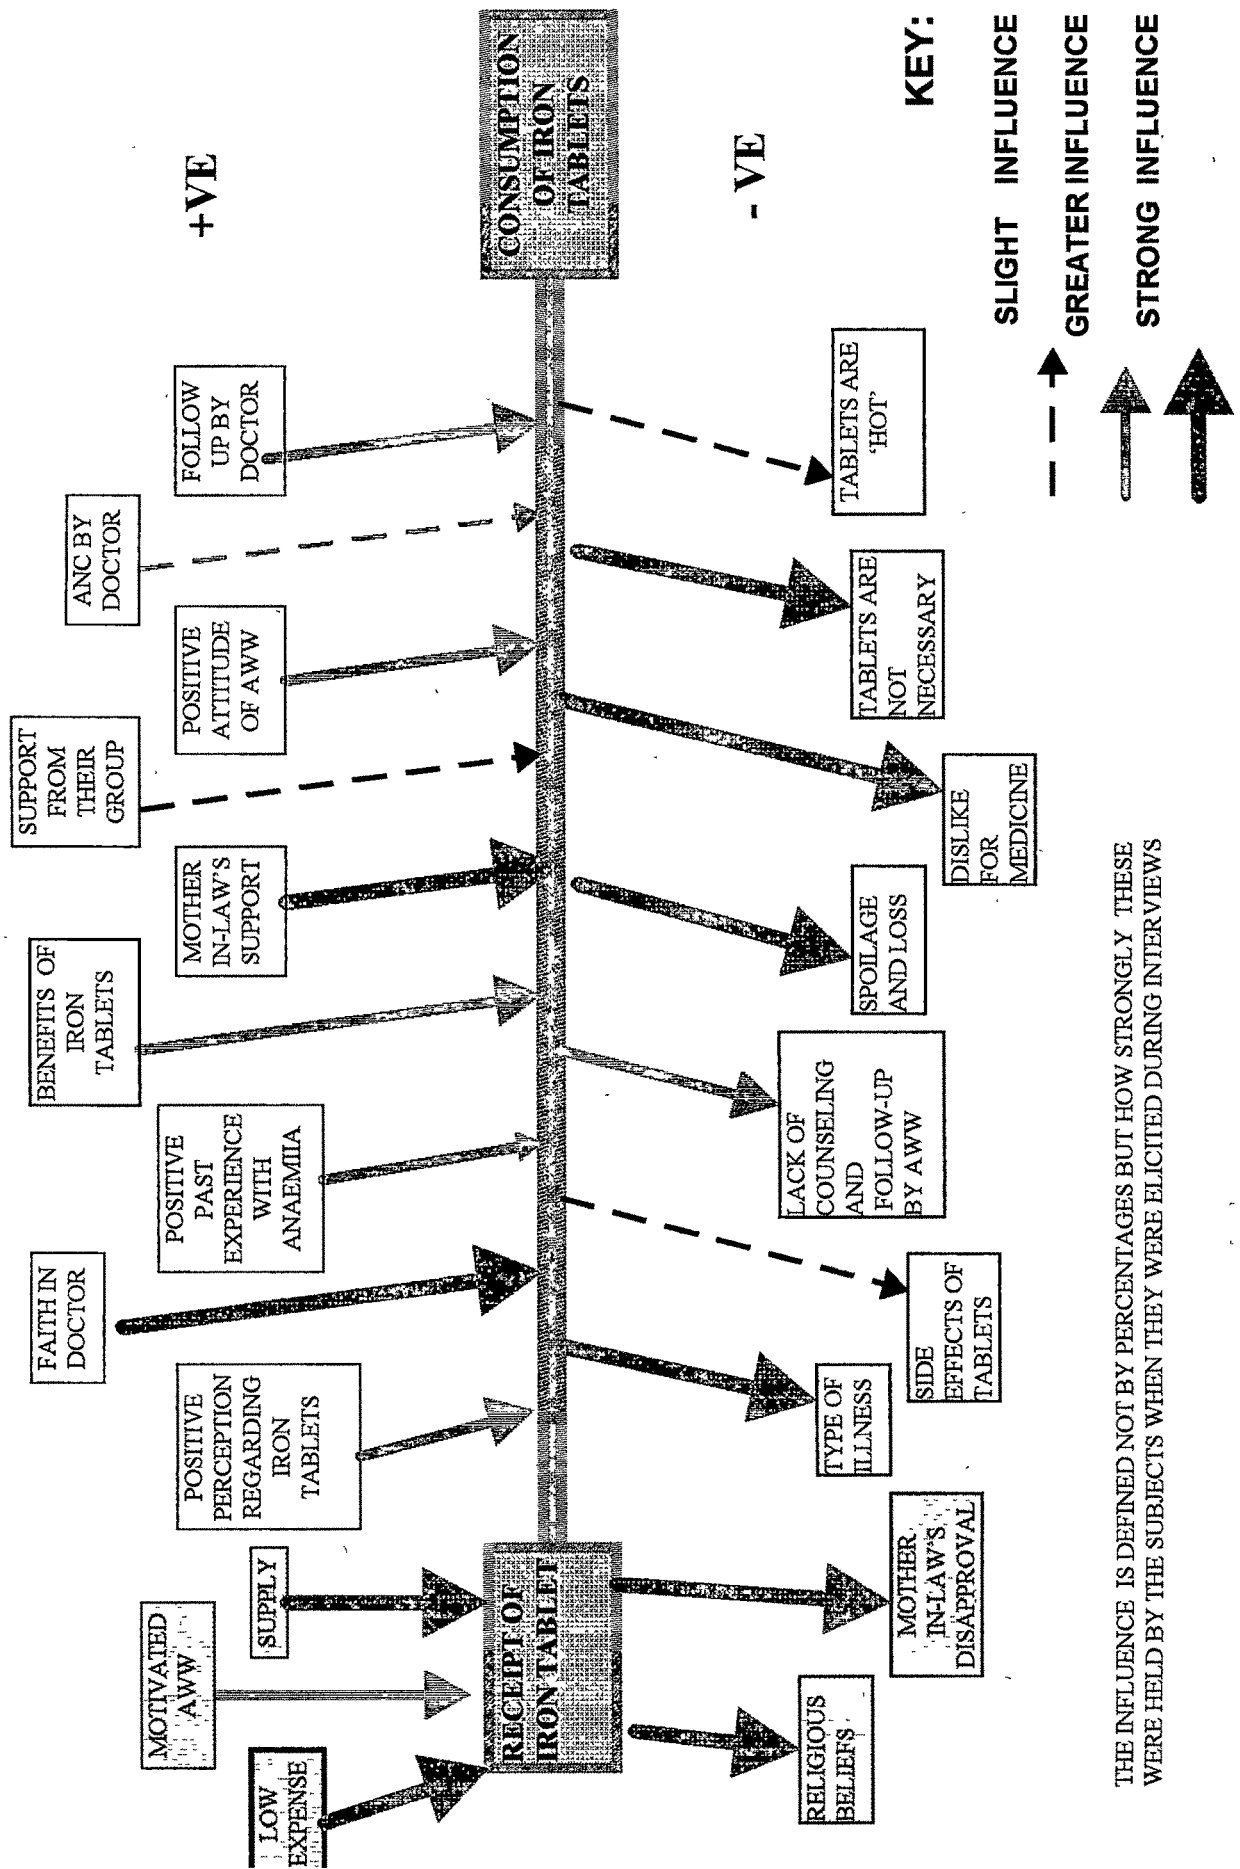 +VE
LOW
EXPENSE
MOTIVATED
AWW
SUPPLY
POSITIVE
PERCEPTION
REGARDING
IRON
TABLETS
FAITH IN
DOCTOR
POSITIVE
PAST
EXPERIENCE
WITH
ANAEMIIA
BENEFITS OF
IRON
TABLETS
MOTHER
IN-LAW'S
SUPPORT
SUPPORT
FROM
THEIR
GROUP
POSITIVE
ATTITUDE
OF AWW
ANC BY
DOCTOR
FOLLOW
UP BY
DOCTOR
RECEIPT OF
IRON TABLET
CONSUMPTION
OF IRON
TABLETS
- VE
RELIGIOUS
BELIEFS
MOTHER
IN-LAW'S
DISAPPROVAL
TYPE OF
ILLNESS
SIDE
EFFECTS OF
TABLETS
LACK OF
COUNSELING
AND
FOLLOW-UP
BY AWW
SPOILAGE
AND LOSS
DISLIKE
FOR
MEDICINE
TABLETS ARE
NOT
NECESSARY
TABLETS ARE
'HOT'
KEY:
SLIGHT INFLUENCE
GREATER INFLUENCE
STRONG INFLUENCE
THE INFLUENCE IS DEFINED NOT BY PERCENTAGES BUT HOW STRONGLY THESE
WERE HELD BY THE SUBJECTS WHEN THEY WERE ELICITED DURING INTERVIEWS